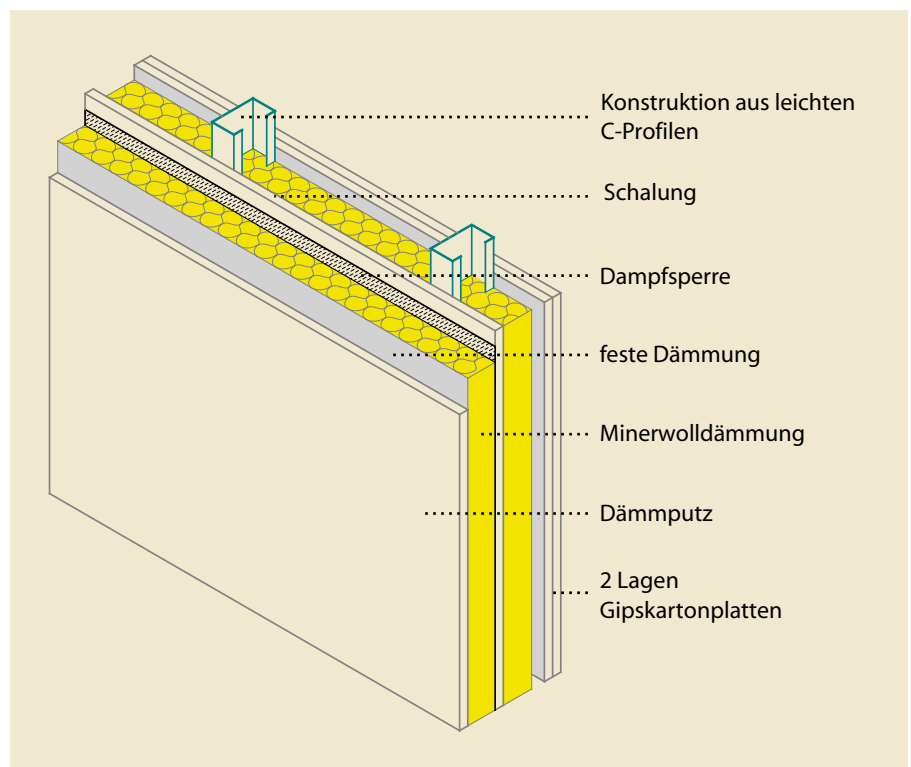 Konstruktion aus leichten
C-Profilen
Schalung
Dampfsperre
feste Dämmung
Minerwolldämmung
Dämmputz
2 Lagen
Gipskartonplatten